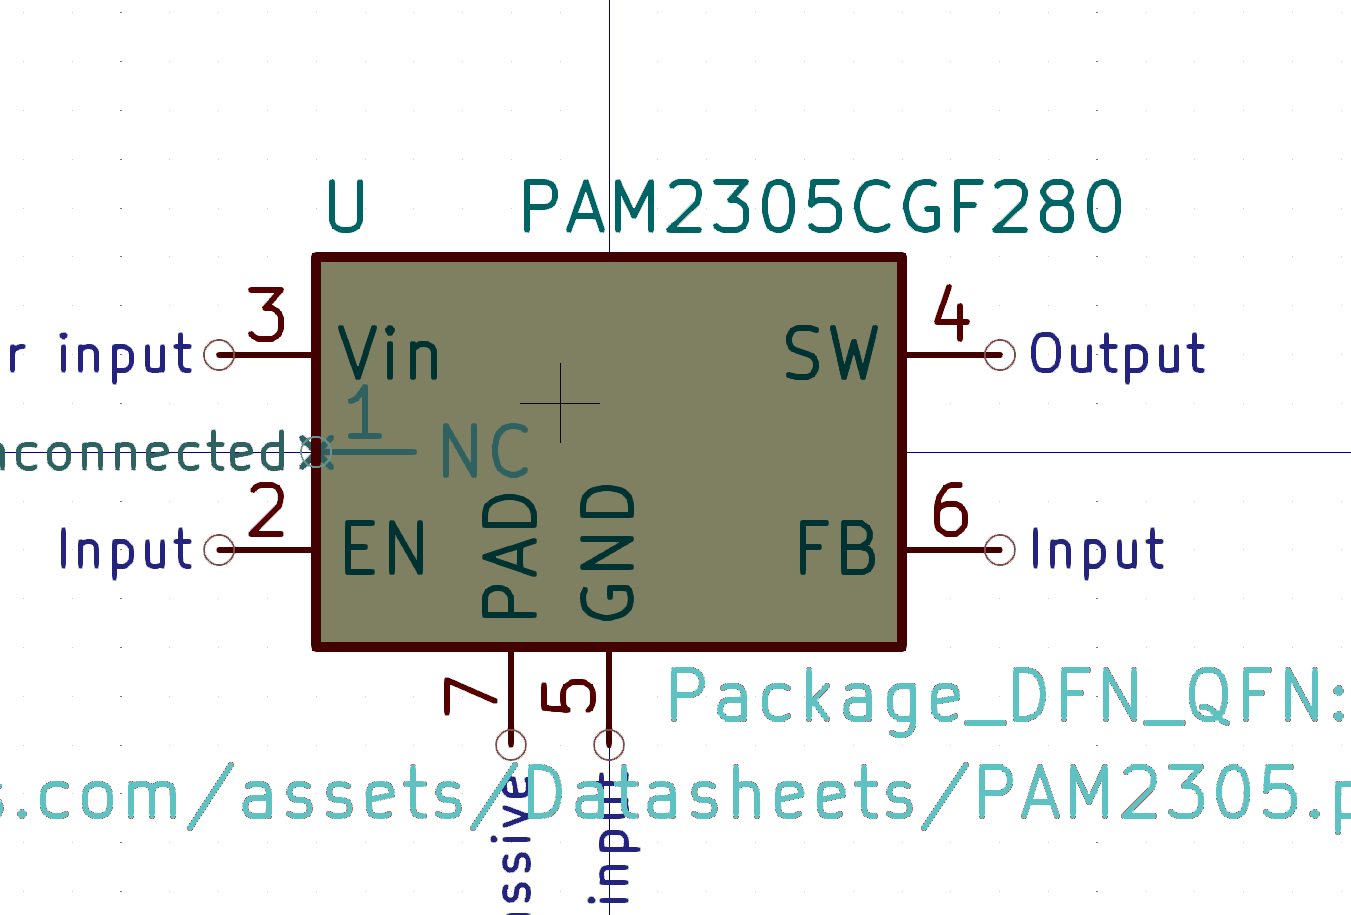 U PAM2305CGF280
3 4
r input Vin SW Output
1
nconnected NC
2 6
Input EN PAD GND FB Input
7 5
Package_DFN_QFN:
s.com/assets/Datasheets/PAM2305.p
ssive input